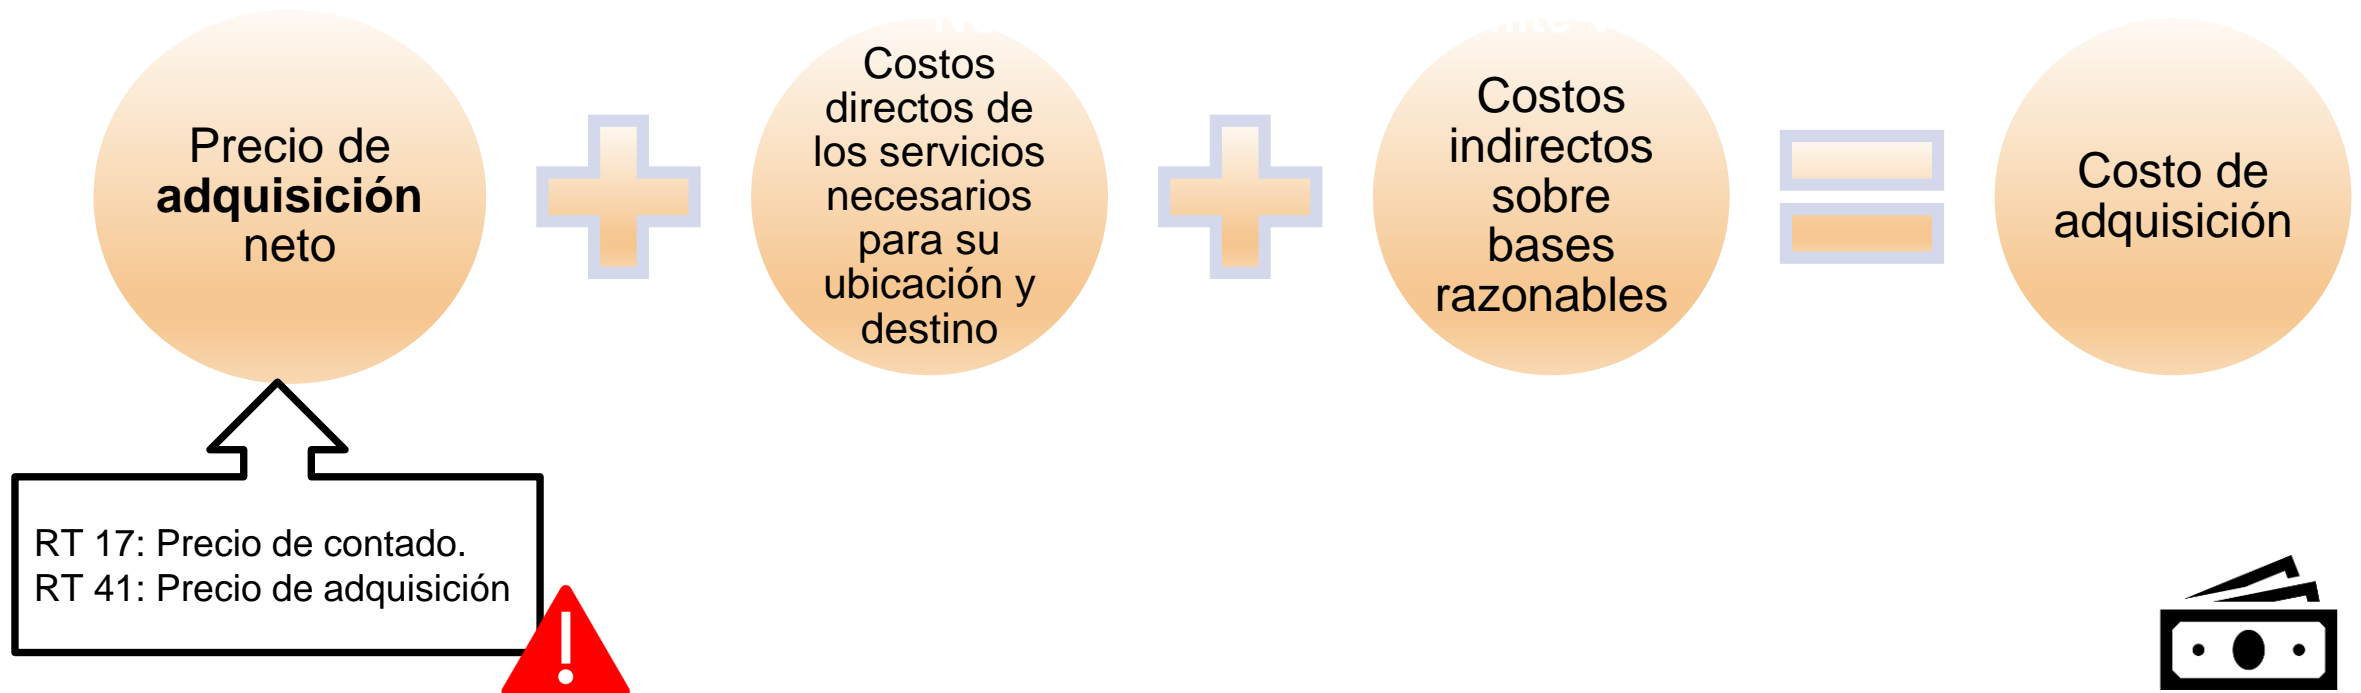 Precio de
adquisición
neto
Costos
directos de
los servicios
necesarios
para su
ubicación y
destino
Costos
indirectos
sobre
bases
razonables
Costo de
adquisición
RT 17: Precio de contado.
RT 41: Precio de adquisición